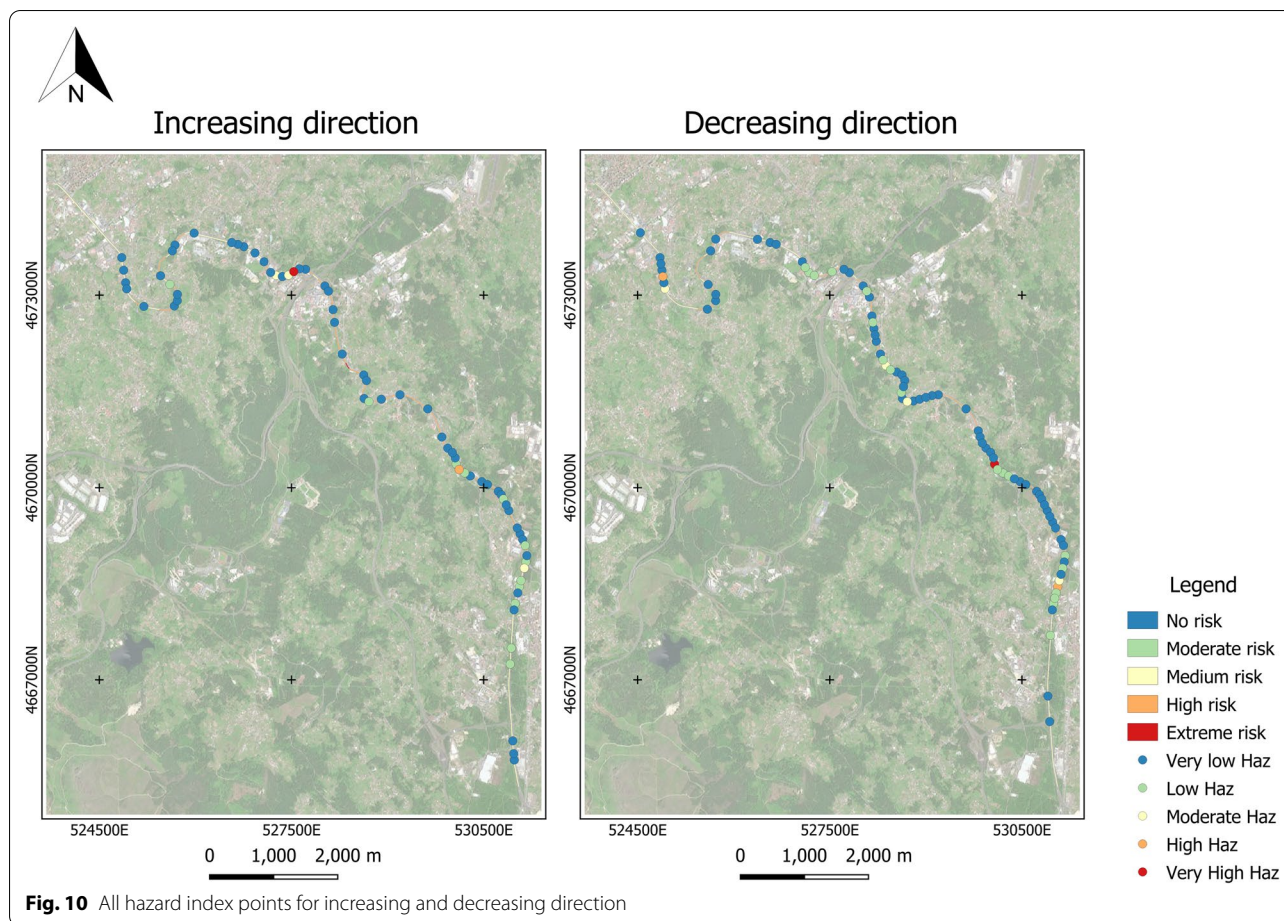 N
Increasing direction
Decreasing direction
4673000N
4670000N
4667000N
524500E
527500E
530500E
0 1,000 2,000 m
4673000N
4670000N
4667000N
524500E
527500E
530500E
0 1,000 2,000 m
Legend
No risk
Moderate risk
Medium risk
High risk
Extreme risk
Very low Haz
Low Haz
Moderate Haz
High Haz
Very High Haz
Fig. 10 All hazard index points for increasing and decreasing direction